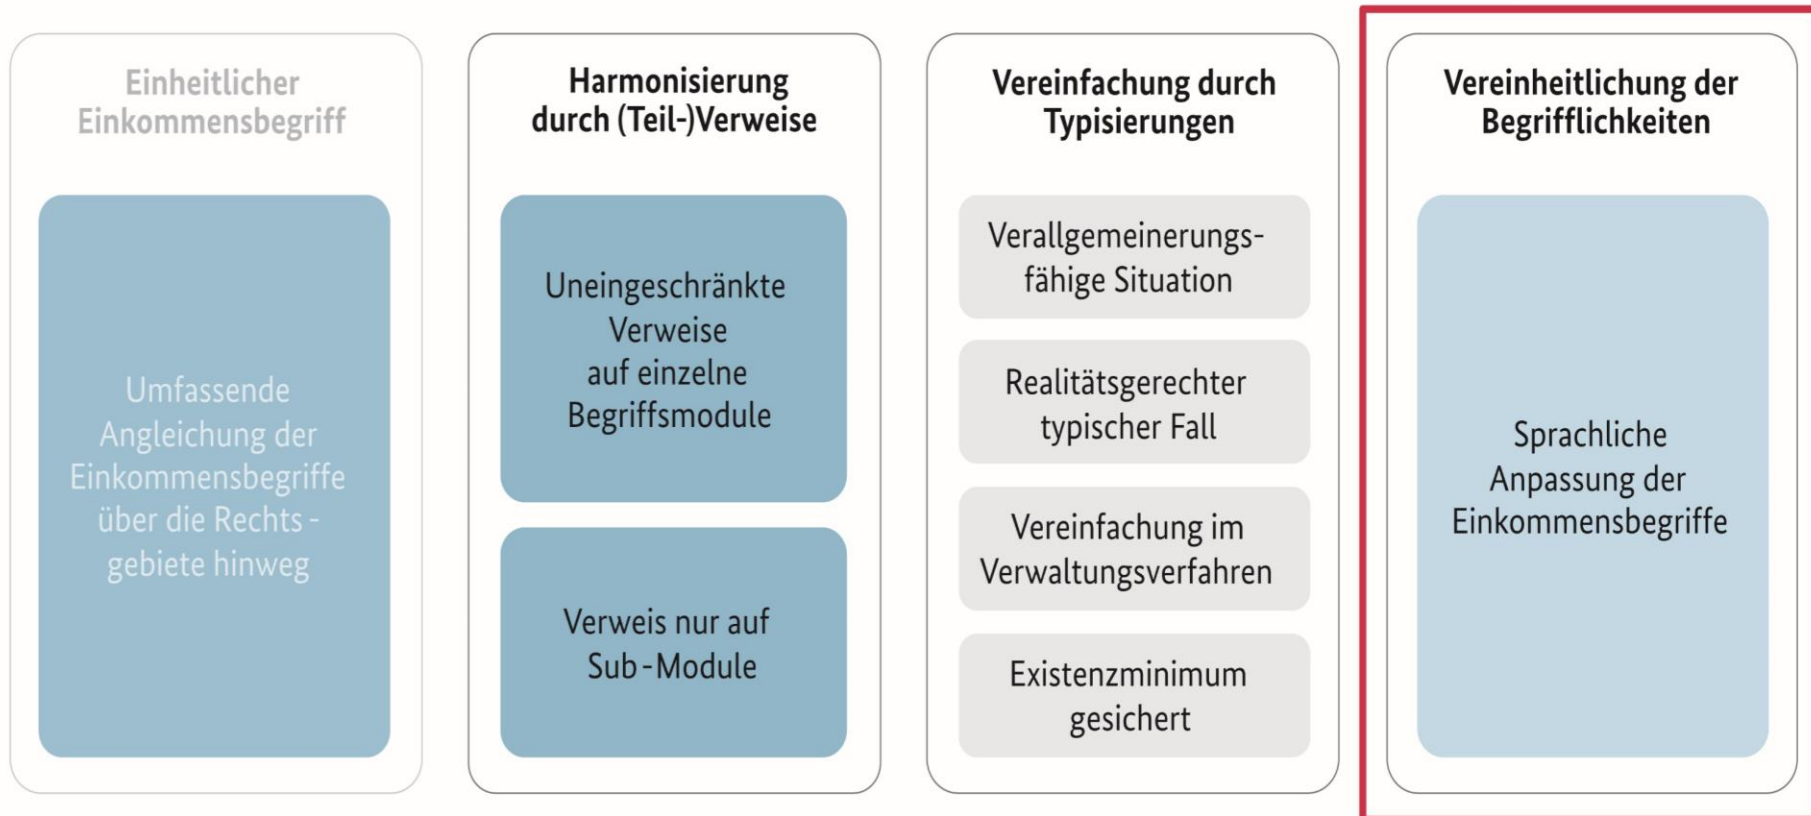 Einheitlicher
Einkommensbegriff
Umfassende
Angleichung der
Einkommensbegriffe
über die Rechts-
gebiete hinweg
Harmonisierung
durch (Teil-)Verweise
Uneingeschränkte
Verweise
auf einzelne
Begriffsmodule
Verweis nur auf
Sub-Module
Vereinfachung durch
Typisierungen
Verallgemeinerungs-
fähige Situation
Realitätsgerechter
typischer Fall
Vereinfachung im
Verwaltungsverfahren
Existenzminimum
gesichert
Vereinheitlichung der
Begrifflichkeiten
Sprachliche
Anpassung der
Einkommensbegriffe